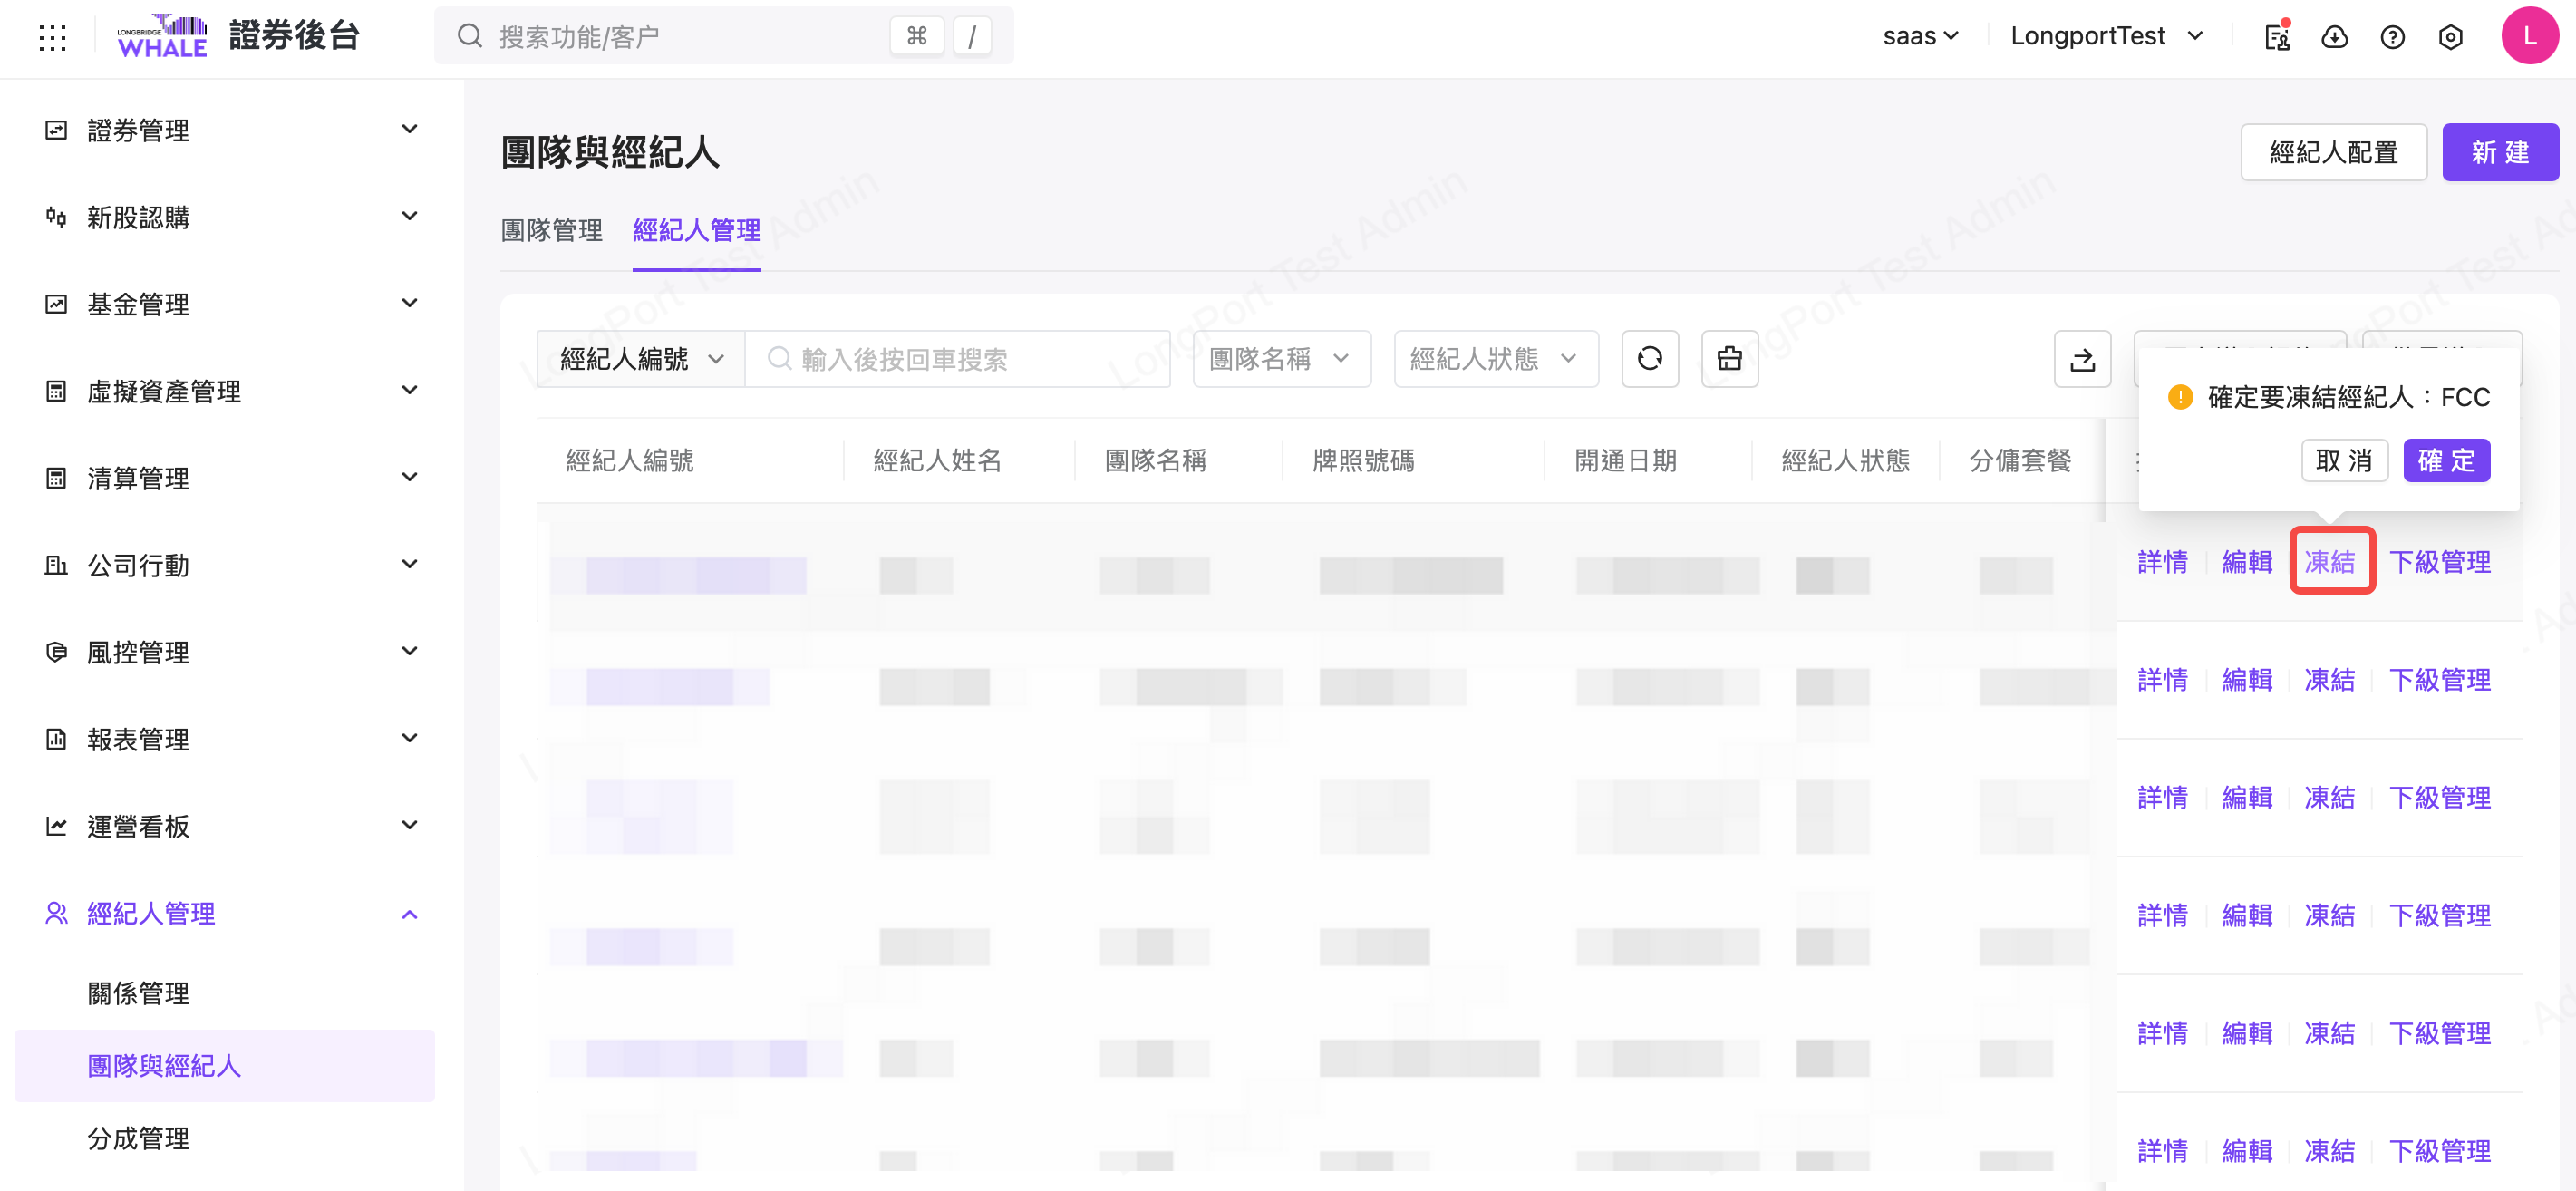 LONGBRIDGE
WHALE
證券後台
搜索功能/客户
⌘
/
saas
LongportTest
L
證券管理
新股認購
基金管理
虛擬資產管理
清算管理
公司行動
風控管理
報表管理
運營看板
經紀人管理
關係管理
團隊與經紀人
分成管理
團隊與經紀人
經紀人配置
新 建
團隊管理
經紀人管理
經紀人編號
輸入後按回車搜索
團隊名稱
經紀人狀態
確定要凍結經紀人：FCC
取 消
確 定
經紀人編號
經紀人姓名
團隊名稱
牌照號碼
開通日期
經紀人狀態
分傭套餐
詳情 編輯 凍結 下級管理
詳情 編輯 凍結 下級管理
詳情 編輯 凍結 下級管理
詳情 編輯 凍結 下級管理
詳情 編輯 凍結 下級管理
詳情 編輯 凍結 下級管理
LongPort Test Admin
LongPort Test Admin
LongPort Test Admin